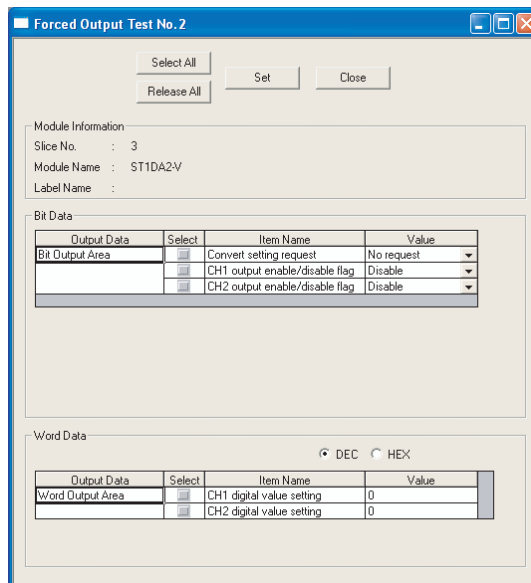 Forced Output Test No.2
Select All
Release All
Set
Close
Module Information
Slice No. : 3
Module Name : ST1DA2-V
Label Name :
Bit Data
Output Data Select Item Name Value
Bit Output Area Convert setting request No request
CH1 output enable/disable flag Disable
CH2 output enable/disable flag Disable
Word Data
DEC HEX
Output Data Select Item Name Value
Word Output Area CH1 digital value setting 0
CH2 digital value setting 0